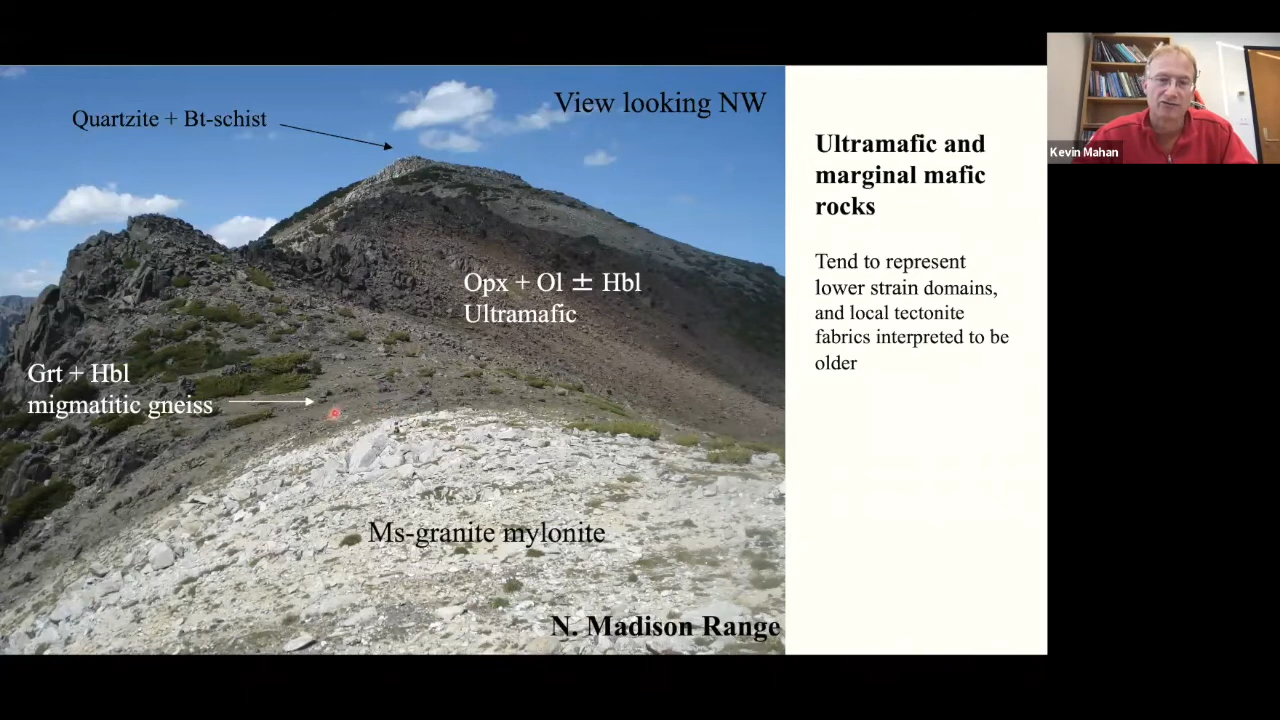 Quartzite + Bt-schist
View looking NW
Opx + Ol ± Hbl
Ultramafic
Grt + Hbl
migmatitic gneiss
Ms-granite mylonite
N. Madison Range
Ultramafic and
marginal mafic
rocks
Tend to represent
lower strain domains,
and local tectonite
fabrics interpreted to be
older
Kevin Mahan